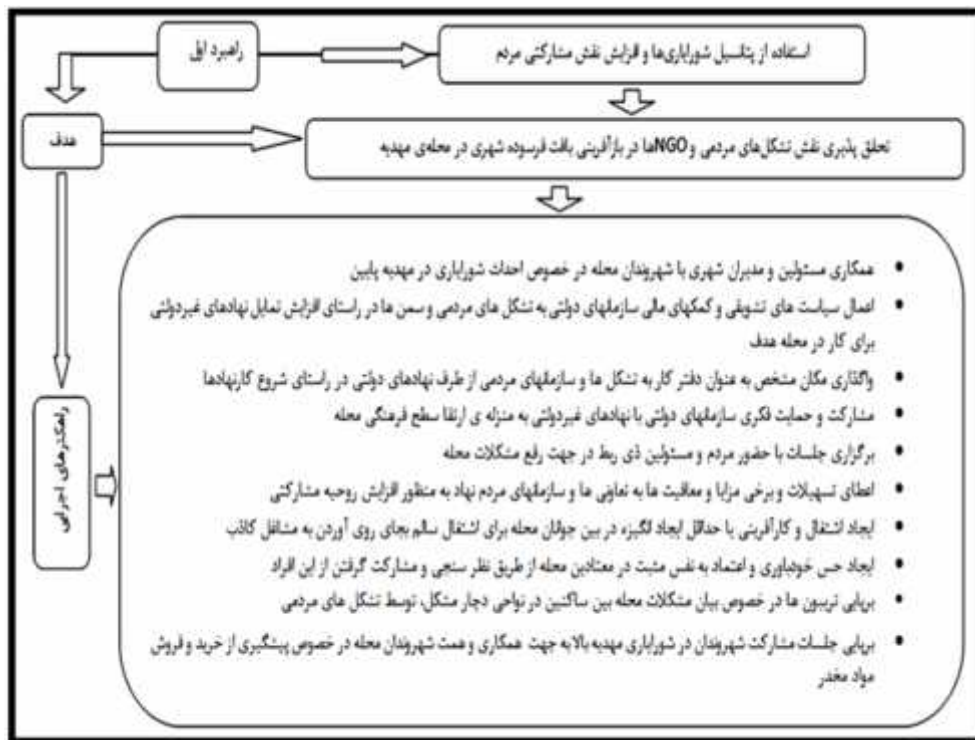 راهبرد اول
استفاده از پتانسیل شورایاری‌ها و افزایش نقش مشارکتی مردم
هدف
تحقق پذیری نقش تشکل‌های مردمی و NGOها در بازآفرینی بافت فرسوده شهری در محله‌ی مهدیه
راهکارهای اجرایی
• همکاری مسئولین و مدیران شهری با شهروندان محله در خصوص احداث شورایاری در مهدیه پایین
• اعمال سیاست های تشویقی و کمکهای مالی سازمانهای دولتی به تشکل های مردمی و سمن ها در راستای افزایش تمایل نهادهای غیردولتی
برای کار در محله هدف
• واگذاری مکان مشخص به عنوان دفتر کار به تشکل ها و سازمانهای مردمی از طرف نهادهای دولتی در راستای شروع کارنهادها
• مشارکت و حمایت فکری سازمانهای دولتی با نهادهای غیردولتی به منزله ی ارتقا سطح فرهنگی محله
• برگزاری جلسات با حضور مردم و مسئولین ذی ربط در جهت رفع مشکلات محله
• اعطای تسهیلات و برخی مزایا و معافیت ها به تعاونی ها و سازمانهای مردم نهاد به منظور افزایش روحیه مشارکتی
• ایجاد اشتغال و کارآفرینی یا حداقل ایجاد انگیزه در بین جوانان محله برای اشتغال سالم بجای روی آوردن به مشاغل کاذب
• ایجاد حس خودباوری و اعتماد به نفس مثبت در معتادین محله از طریق نظر سنجی و مشارکت گرفتن از این افراد
• برپایی تریبون ها در خصوص بیان مشکلات محله بین ساکنین در نواحی دچار مشکل، توسط تشکل های مردمی
• برپایی جلسات مشارکت شهروندان در شورایاری مهدیه بالا به جهت همکاری و همت شهروندان محله در خصوص پیشگیری از خرید و فروش
مواد مخدر